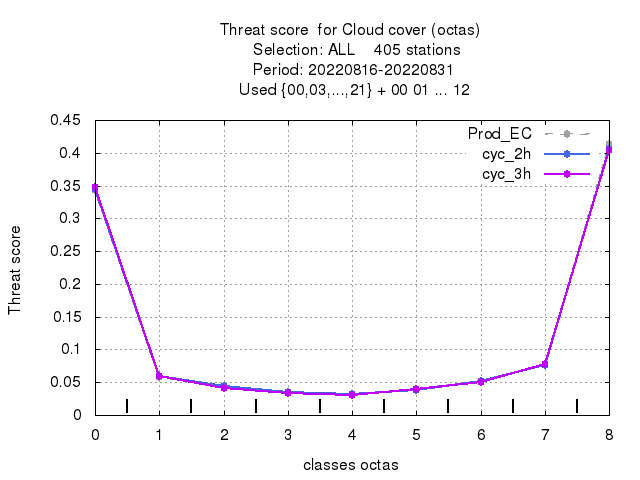 Threat score  for Cloud cover (octas)
Selection: ALL    405 stations
Period: 20220816-20220831
Used {00,03,...,21} + 00 01 ... 12
Prod_EC
cyc_2h
cyc_3h
0.45
0.4
0.35
0.3
0.25
0.2
0.15
0.1
0.05
0
Threat score
0 1 2 3 4 5 6 7 8
classes octas